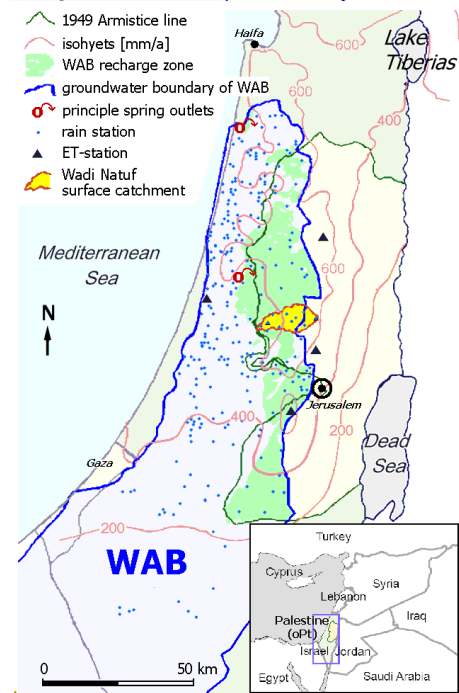 1949 Armistice line
isohyets [mm/a]
WAB recharge zone
groundwater boundary of WAB
principle spring outlets
rain station
ET-station
Wadi Natuf
surface catchment
Haifa
600
Lake
Tiberias
600
400
Mediterranean
Sea
600
600
N
Jerusalem
400
200
Dead
Sea
Gaza
200
WAB
0
50 km
Turkey
Cyprus
Syria
Lebanon
Iraq
Palestine
(oPt)
Israel
Jordan
Egypt
Saudi Arabia